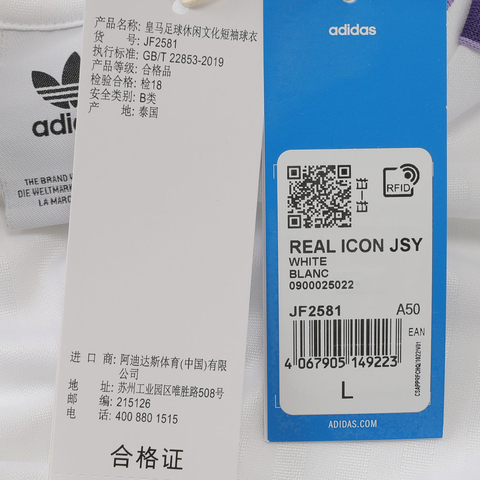 adidas
THE BRAND
DIE WELTMARK
LA MARQ
产品名称: 皇马足球休闲文化短袖球衣
货 号: JF2581
执行标准: GB/T 22853-2019
产品等级: 合格品
检验合格: 检18
安全类别: B类
产 地: 泰国
进 口 商: 阿迪达斯体育(中国)有限
公司
地 址: 苏州工业园区唯胜路508号
邮 编: 215126
电 话: 400 880 1515
合格证
adidas
RFID
REAL ICON JSY
WHITE
BLANC
0900025022
JF2581 A50
EAN
4 067905 149223
L
ADIDAS.COM